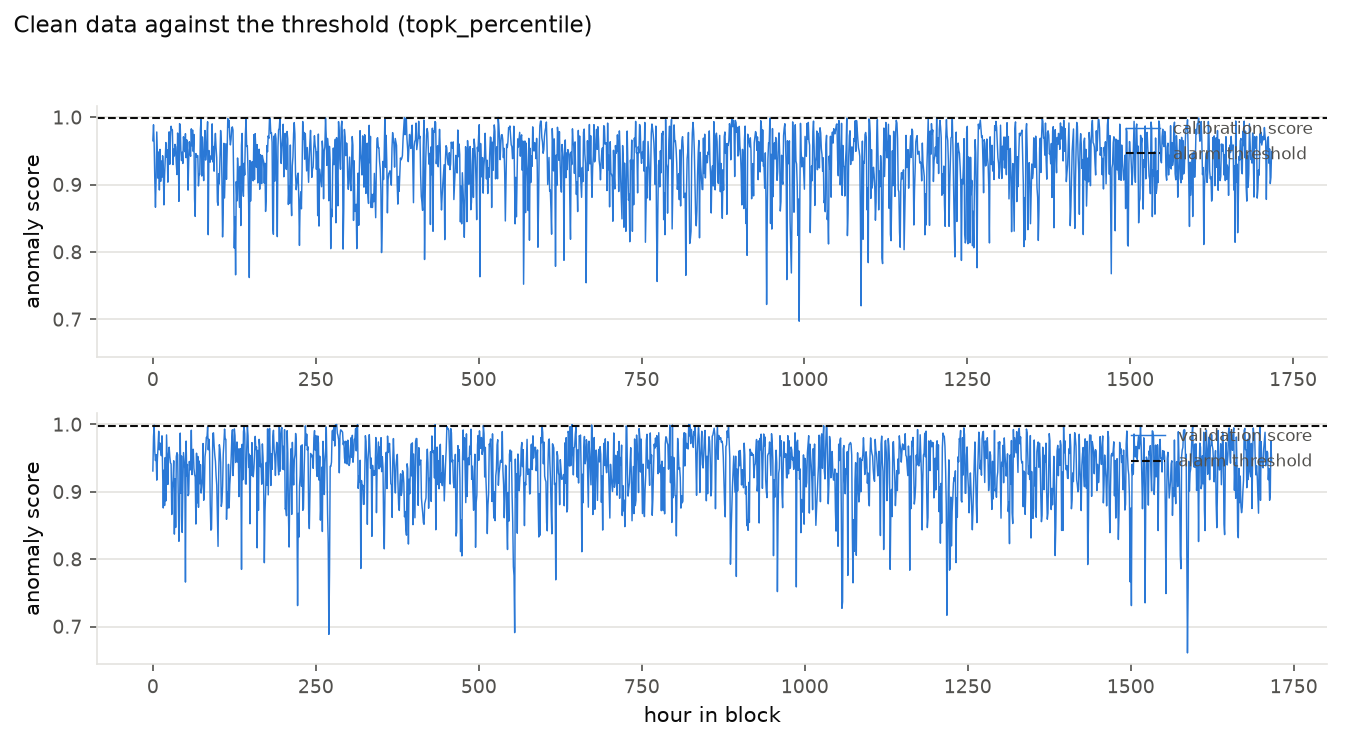 Clean data against the threshold (topk_percentile)
1.0
0.9
0.8
0.7
anomaly score
calibration score
alarm threshold
0 250 500 750 1000 1250 1500 1750
1.0
0.9
0.8
0.7
anomaly score
validation score
alarm threshold
0 250 500 750 1000 1250 1500 1750
hour in block